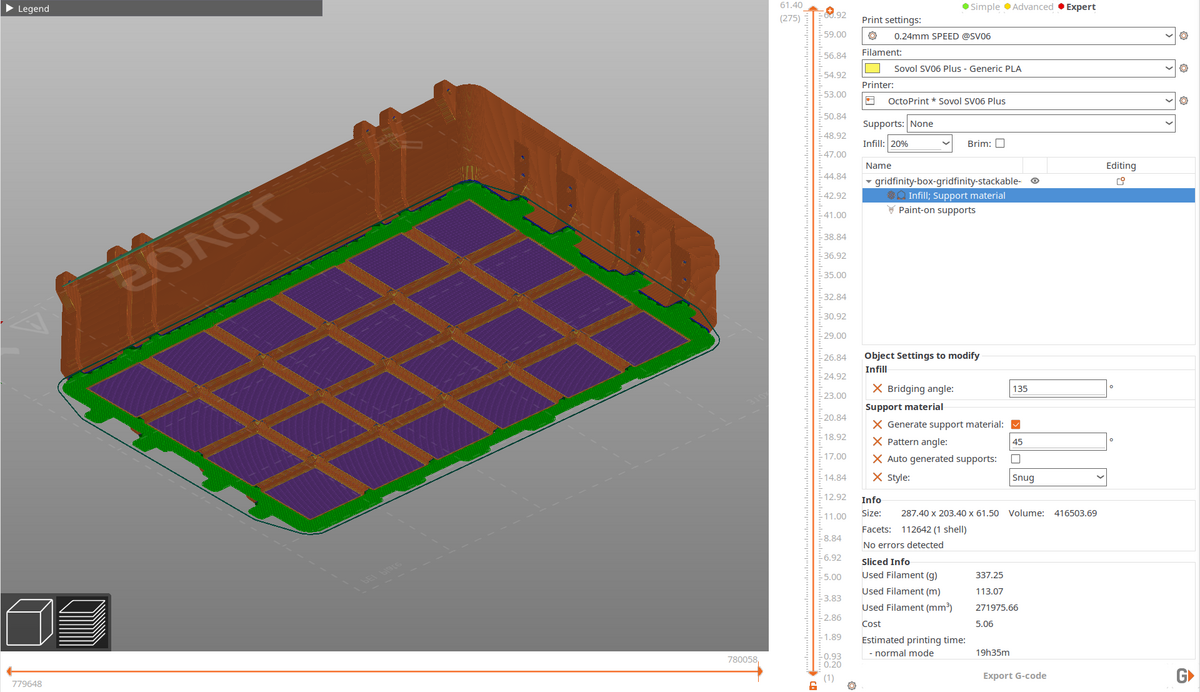 Legend
SOVOL
779648
780058
61.40
(275)
60.92
59.00
56.84
54.92
53.00
50.84
48.92
47.00
44.84
42.92
41.00
38.84
36.92
35.00
32.84
30.92
29.00
26.84
24.92
23.00
20.84
18.92
17.00
14.84
12.92
11.00
8.84
6.92
5.00
3.83
2.86
1.89
0.93
0.20
(1)
Simple Advanced Expert
Print settings:
0.24mm SPEED @SV06
Filament:
Sovol SV06 Plus - Generic PLA
Printer:
OctoPrint * Sovol SV06 Plus
Supports: None
Infill: 20% Brim:
Name Editing
gridfinity-box-gridfinity-stackable-
Infill; Support material
Paint-on supports
Object Settings to modify
Infill
Bridging angle: 135 °
Support material
Generate support material:
Pattern angle: 45 °
Auto generated supports:
Style: Snug
Info
Size: 287.40 x 203.40 x 61.50 Volume: 416503.69
Facets: 112642 (1 shell)
No errors detected
Sliced Info
Used Filament (g) 337.25
Used Filament (m) 113.07
Used Filament (mm³) 271975.66
Cost 5.06
Estimated printing time:
- normal mode 19h35m
Export G-code